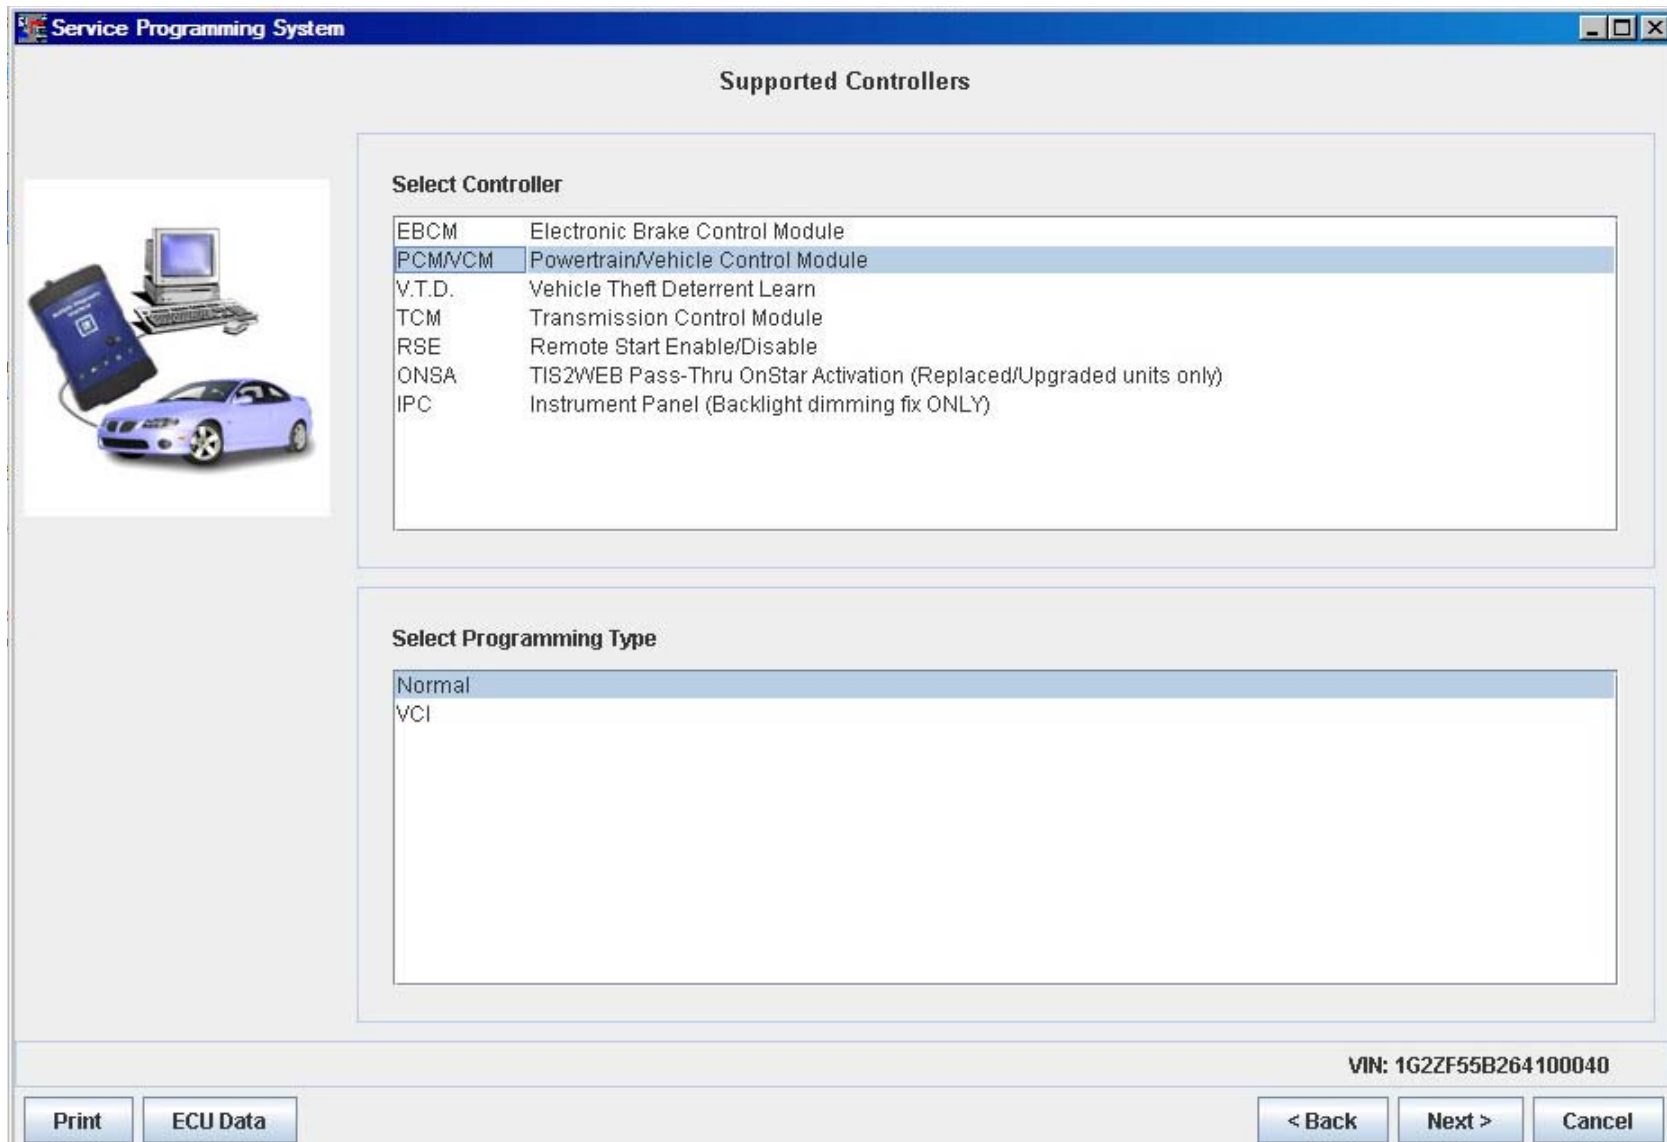 Service Programming System
Supported Controllers
Select Controller
EBCM Electronic Brake Control Module
PCM/VCM Powertrain/Vehicle Control Module
V.T.D. Vehicle Theft Deterrent Learn
TCM Transmission Control Module
RSE Remote Start Enable/Disable
ONSA TIS2WEB Pass-Thru OnStar Activation (Replaced/Upgraded units only)
IPC Instrument Panel (Backlight dimming fix ONLY)
Select Programming Type
Normal
VCI
VIN: 1G2ZF55B264100040
Print ECU Data < Back Next > Cancel